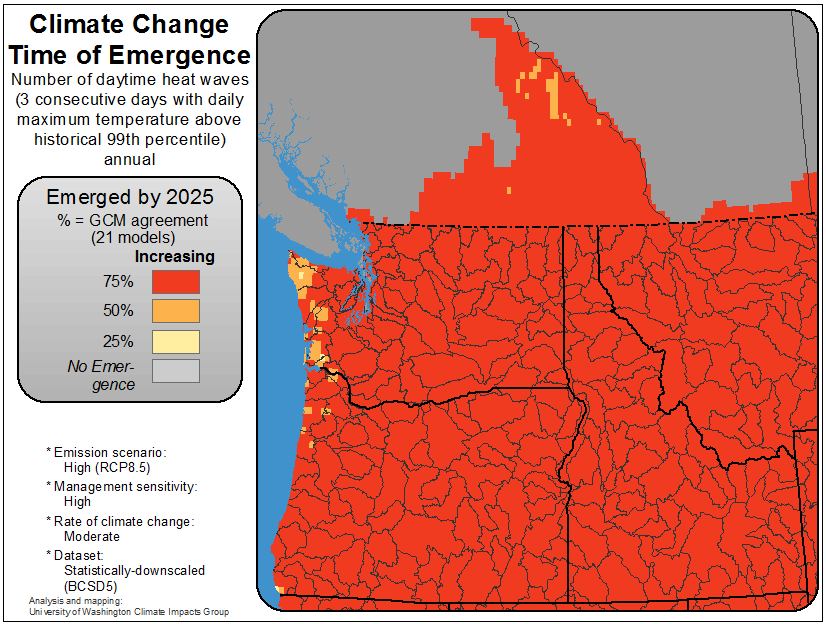 Climate Change
Time of Emergence
Number of daytime heat waves
(3 consecutive days with daily
maximum temperature above
historical 99th percentile)
annual
Emerged by 2025
% = GCM agreement
(21 models)
Increasing
75%
50%
25%
No Emer-
gence
* Emission scenario:
High (RCP8.5)
* Management sensitivity:
High
* Rate of climate change:
Moderate
* Dataset:
Statistically-downscaled
(BCSD5)
Analysis and mapping:
University of Washington Climate Impacts Group